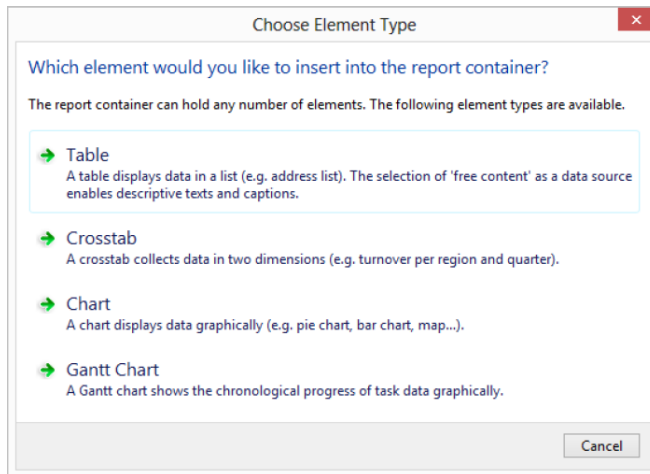 Choose Element Type
Which element would you like to insert into the report container?
The report container can hold any number of elements. The following element types are available.
Table
A table displays data in a list (e.g. address list). The selection of 'free content' as a data source
enables descriptive texts and captions.
Crosstab
A crosstab collects data in two dimensions (e.g. turnover per region and quarter).
Chart
A chart displays data graphically (e.g. pie chart, bar chart, map...).
Gantt Chart
A Gantt chart shows the chronological progress of task data graphically.
Cancel